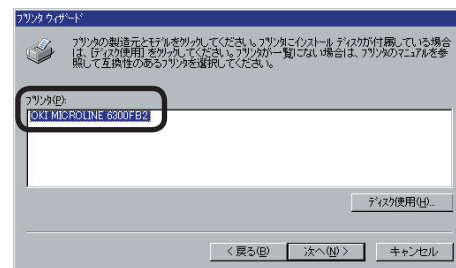 プリンタ ウィザード
プリンタの製造元とモデルをクリックしてください。プリンタにインストール ディスクが付属している場合
は、[ディスク使用] をクリックしてください。プリンタが一覧にない場合は、プリンタのマニュアルを参
照して互換性のあるプリンタを選択してください。
プリンタ(P):
OKI MICROLINE 6300FB2
ディスク使用(H)...
< 戻る(B)
次へ(N) >
キャンセル